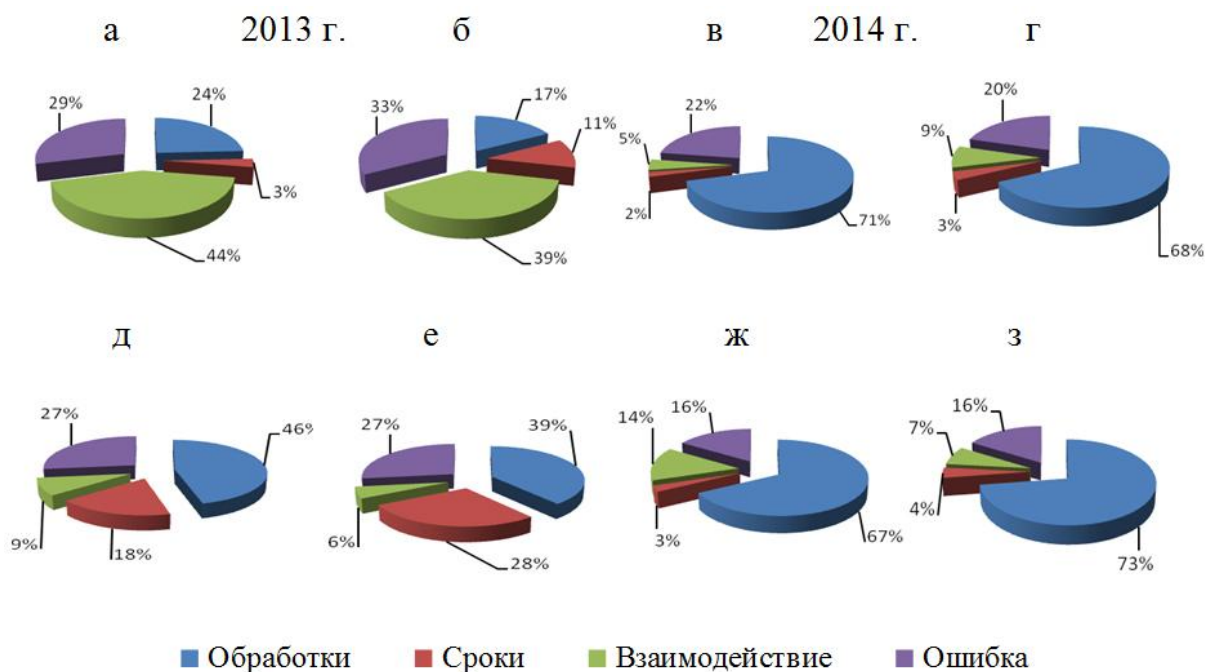 а 2013 г. б в 2014 г. г
29% 24% 3% 44%
33% 17% 11% 39%
5% 22% 2% 71%
9% 20% 3% 68%
д е ж з
27% 46% 9% 18%
27% 39% 6% 28%
14% 16% 3% 67%
7% 16% 4% 73%
Обработки Сроки Взаимодействие Ошибка